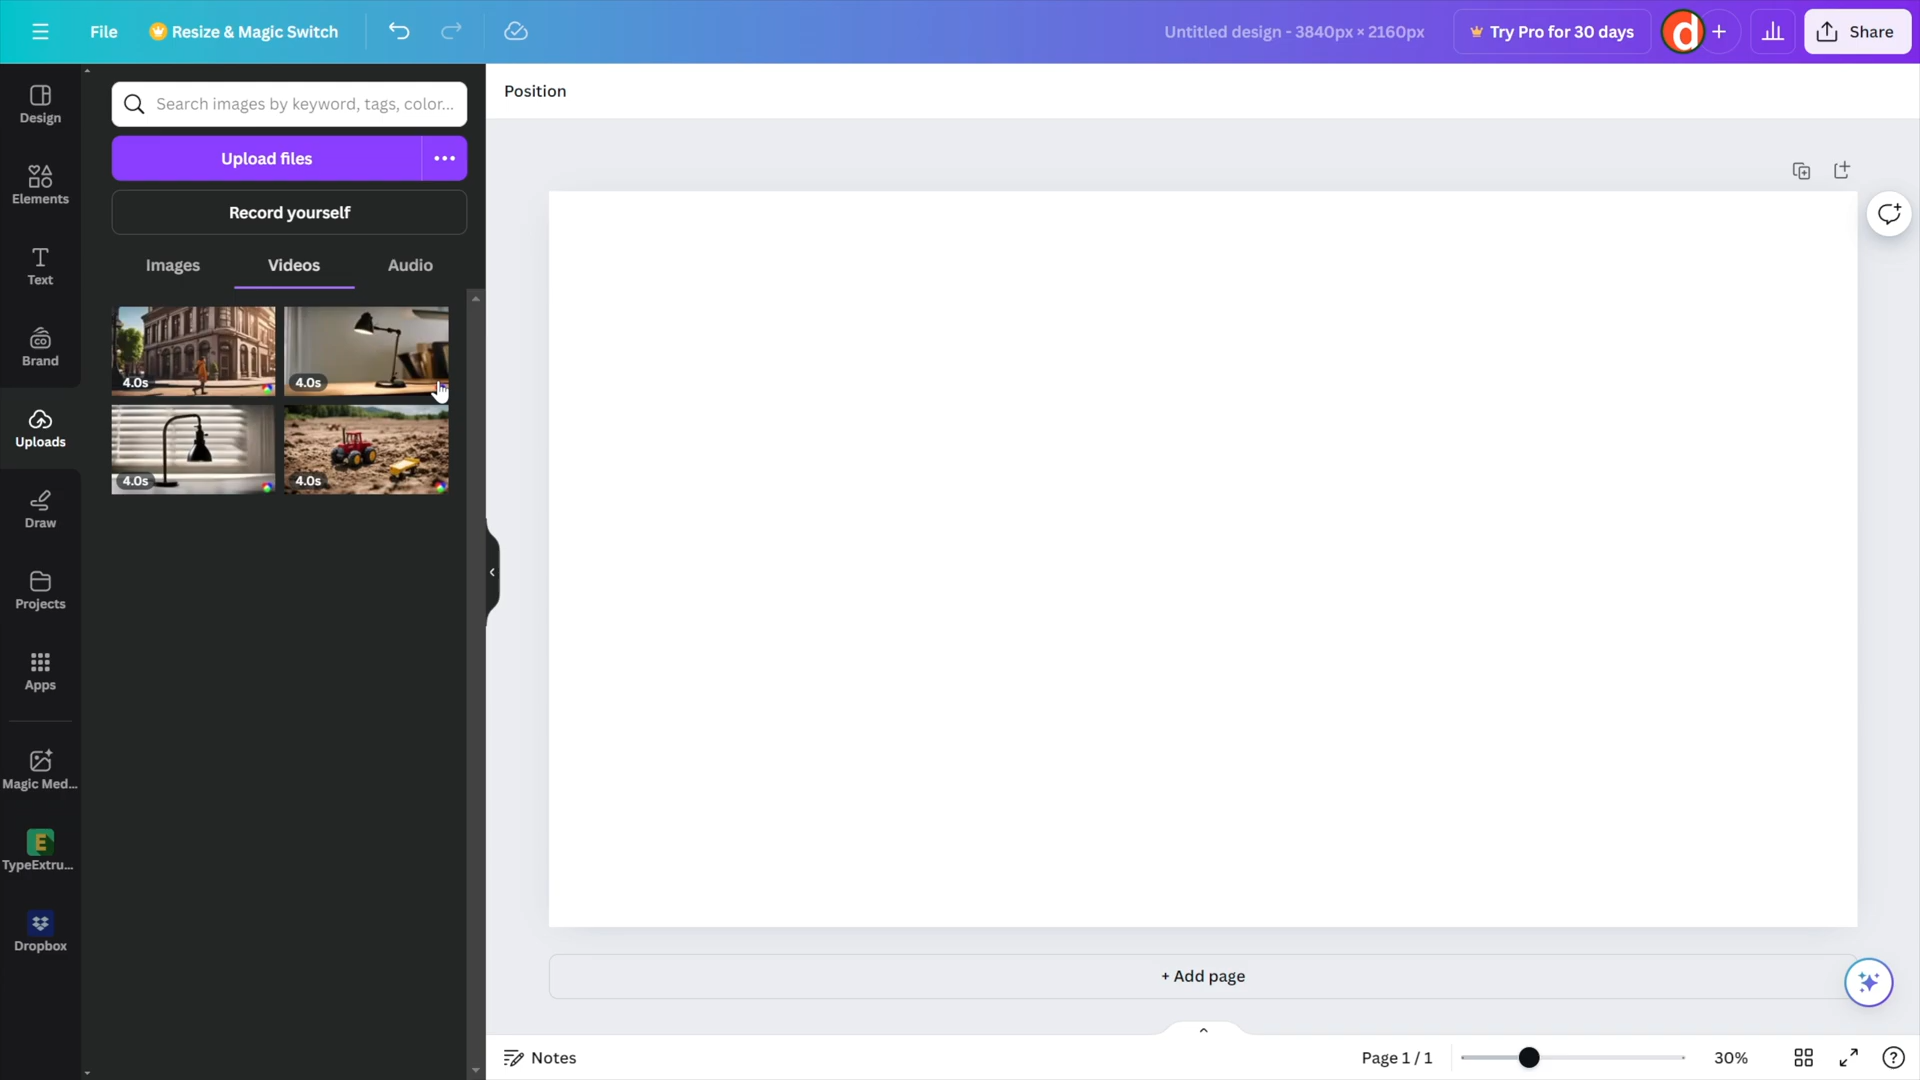 File
Resize & Magic Switch
Untitled design - 3840px × 2160px
Try Pro for 30 days
d
Share
Design
Elements
Text
Brand
Uploads
Draw
Projects
Apps
Magic Med...
E
TypeExtru...
Dropbox
Search images by keyword, tags, color...
Upload files
Record yourself
Images
Videos
Audio
4.0s
4.0s
4.0s
4.0s
Position
+ Add page
Notes
Page 1 / 1
30%